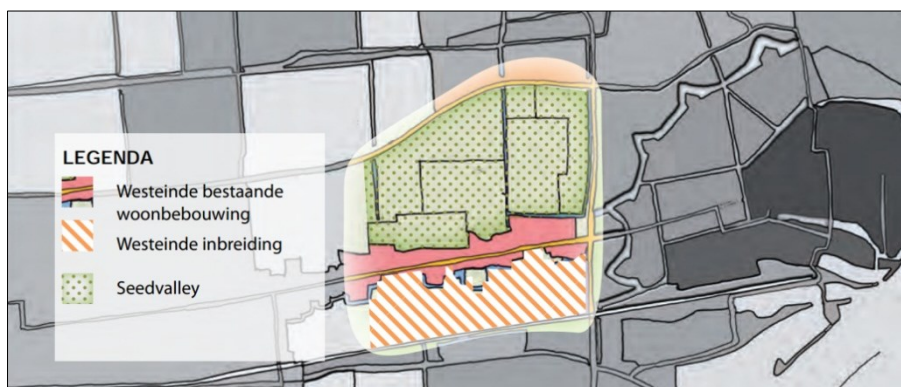 LEGENDA
Westeinde bestaande
woonbebouwing
Westeinde inbreiding
Seedvalley